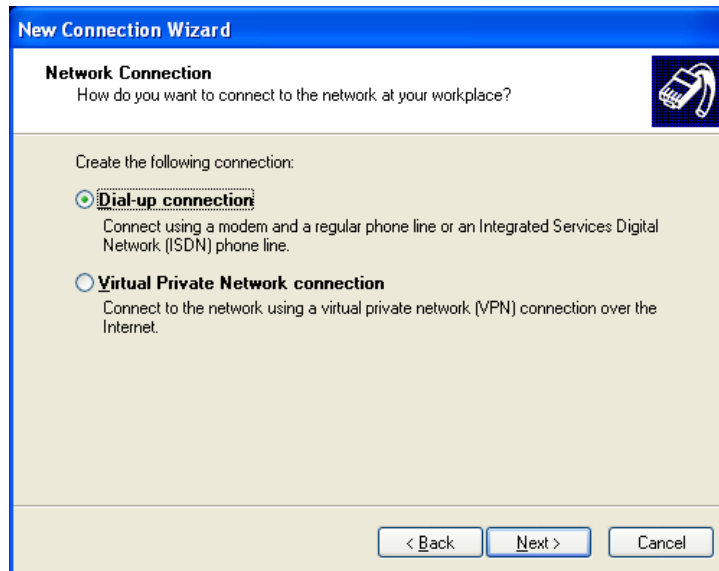 New Connection Wizard
Network Connection
How do you want to connect to the network at your workplace?
Create the following connection:
Dial-up connection
Connect using a modem and a regular phone line or an Integrated Services Digital
Network (ISDN) phone line.
Virtual Private Network connection
Connect to the network using a virtual private network (VPN) connection over the
Internet.
< Back Next > Cancel